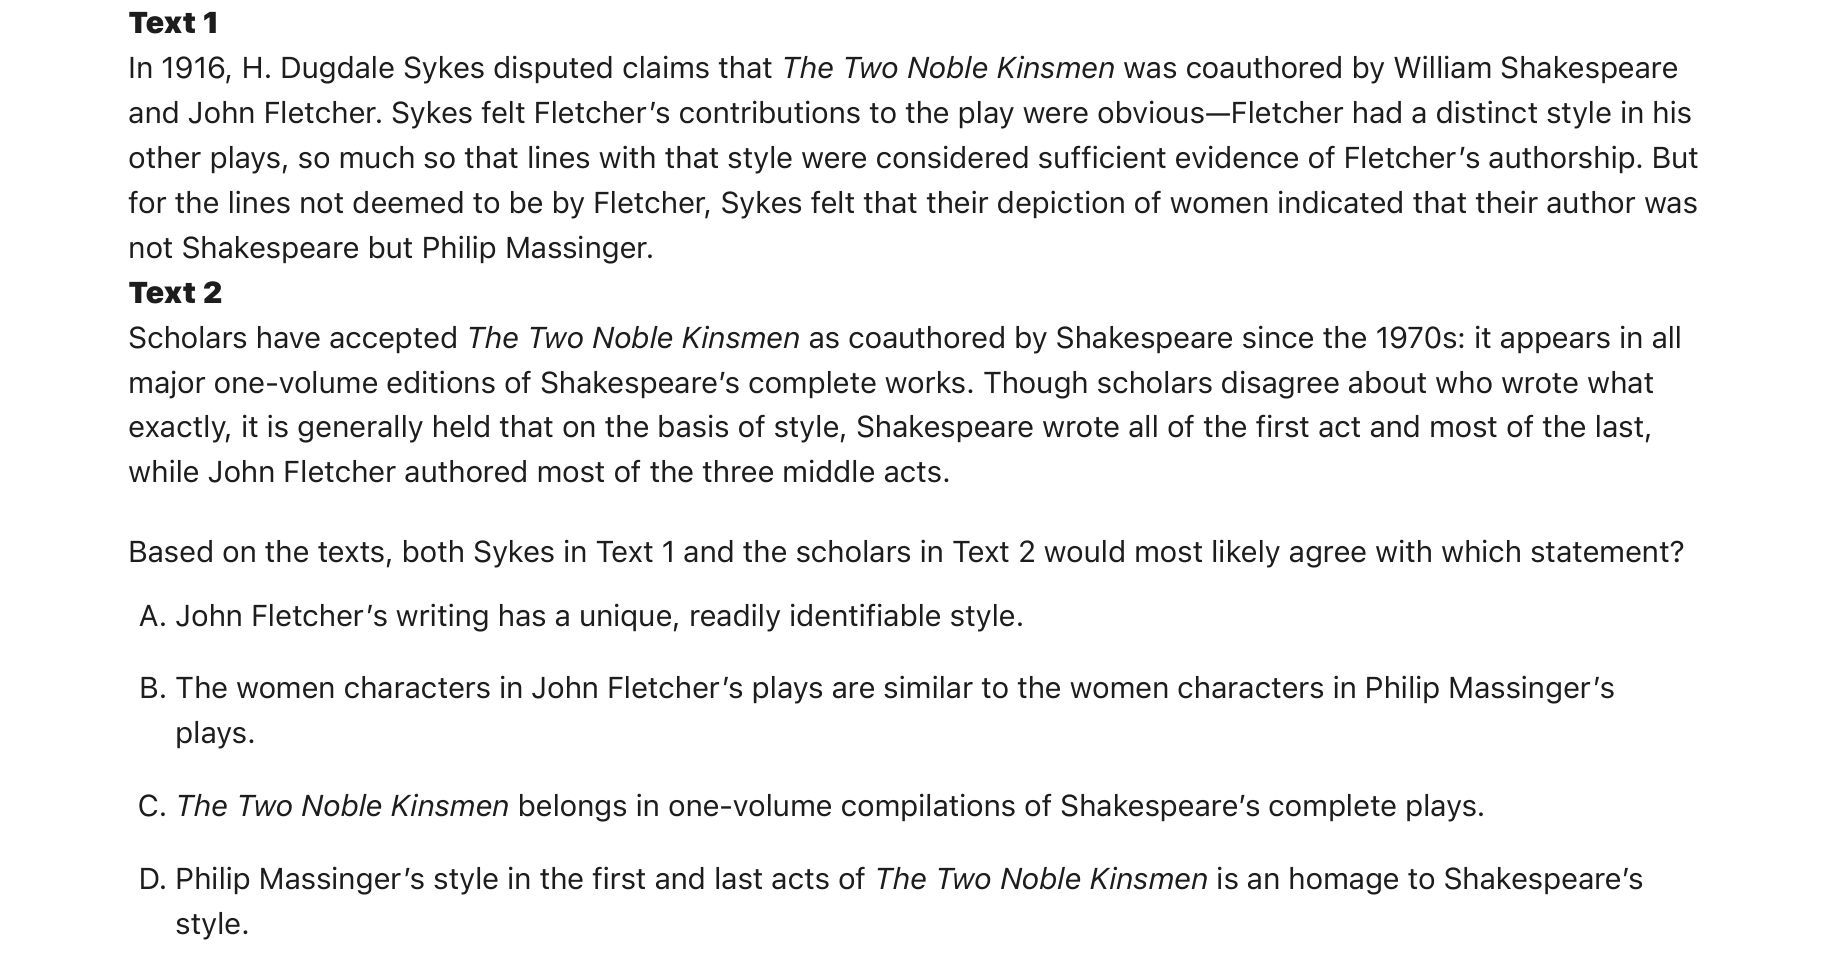 Text 1
In 1916, H. Dugdale Sykes disputed claims that The Two Noble Kinsmen was coauthored by William Shakespeare
and John Fletcher. Sykes felt Fletcher’s contributions to the play were obvious—Fletcher had a distinct style in his
other plays, so much so that lines with that style were considered sufficient evidence of Fletcher’s authorship. But
for the lines not deemed to be by Fletcher, Sykes felt that their depiction of women indicated that their author was
not Shakespeare but Philip Massinger.
Text 2
Scholars have accepted The Two Noble Kinsmen as coauthored by Shakespeare since the 1970s: it appears in all
major one-volume editions of Shakespeare’s complete works. Though scholars disagree about who wrote what
exactly, it is generally held that on the basis of style, Shakespeare wrote all of the first act and most of the last,
while John Fletcher authored most of the three middle acts.
Based on the texts, both Sykes in Text 1 and the scholars in Text 2 would most likely agree with which statement?
A. John Fletcher’s writing has a unique, readily identifiable style.
B. The women characters in John Fletcher’s plays are similar to the women characters in Philip Massinger’s
plays.
C. The Two Noble Kinsmen belongs in one-volume compilations of Shakespeare’s complete plays.
D. Philip Massinger’s style in the first and last acts of The Two Noble Kinsmen is an homage to Shakespeare’s
style.